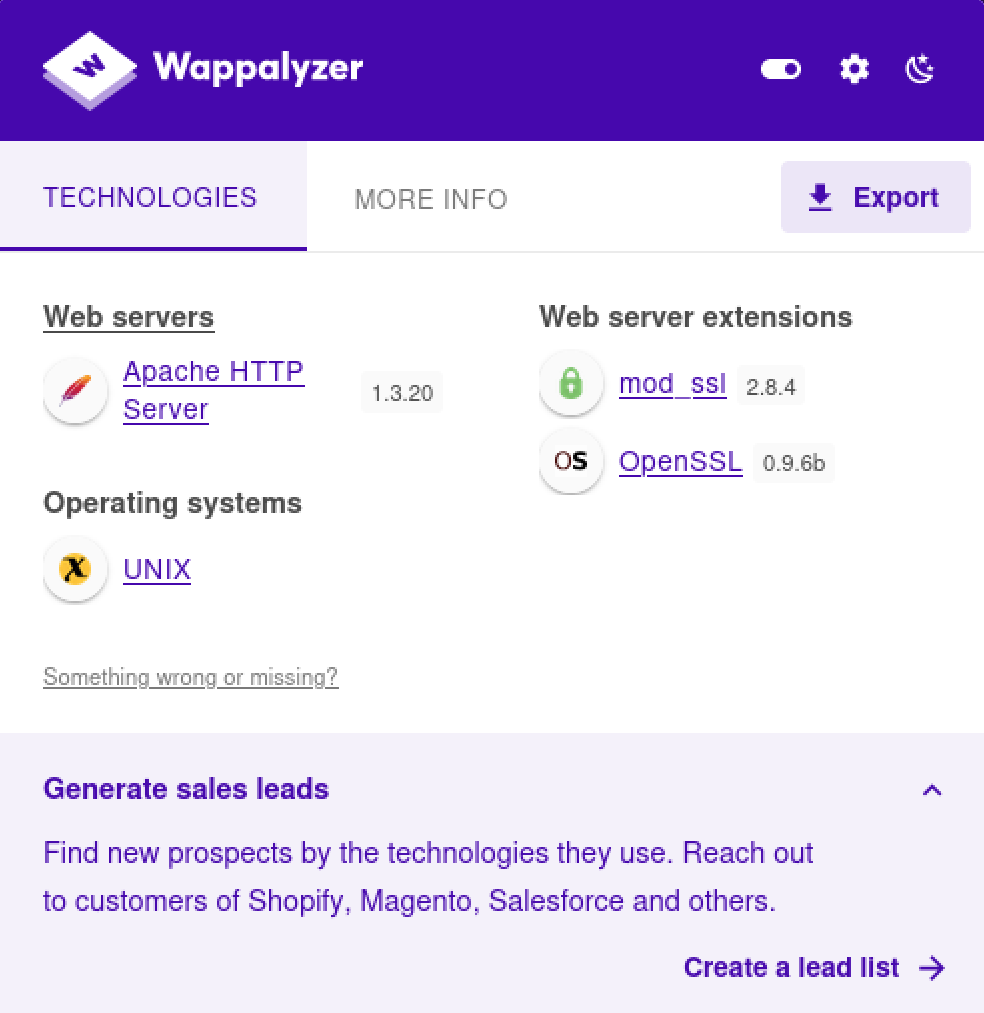 Wappalyzer
TECHNOLOGIES
MORE INFO
Export
Web servers
Apache HTTP
Server
1.3.20
Operating systems
UNIX
Web server extensions
mod_ssl
2.8.4
OS
OpenSSL
0.9.6b
Something wrong or missing?
Generate sales leads
Find new prospects by the technologies they use. Reach out
to customers of Shopify, Magento, Salesforce and others.
Create a lead list